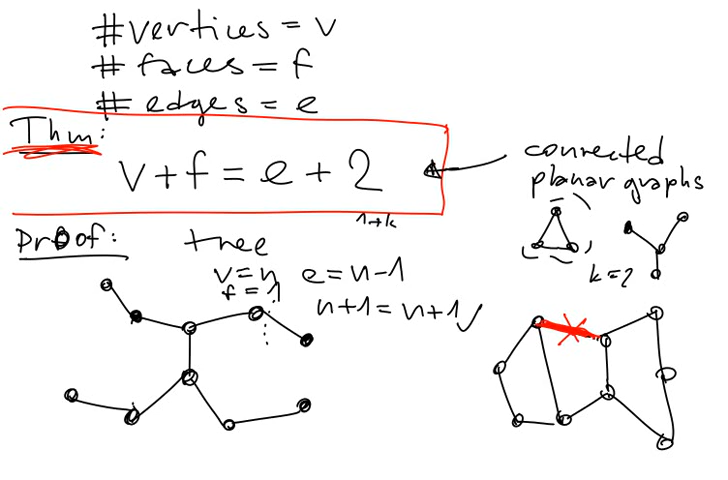 #vertices = v
# faces = f
# edges = e
Thm:
v + f = e + 2
1+k
connected
planar graphs
k=2
Proof:
tree
v=n e=n-1
f=1
n+1=n+1✓